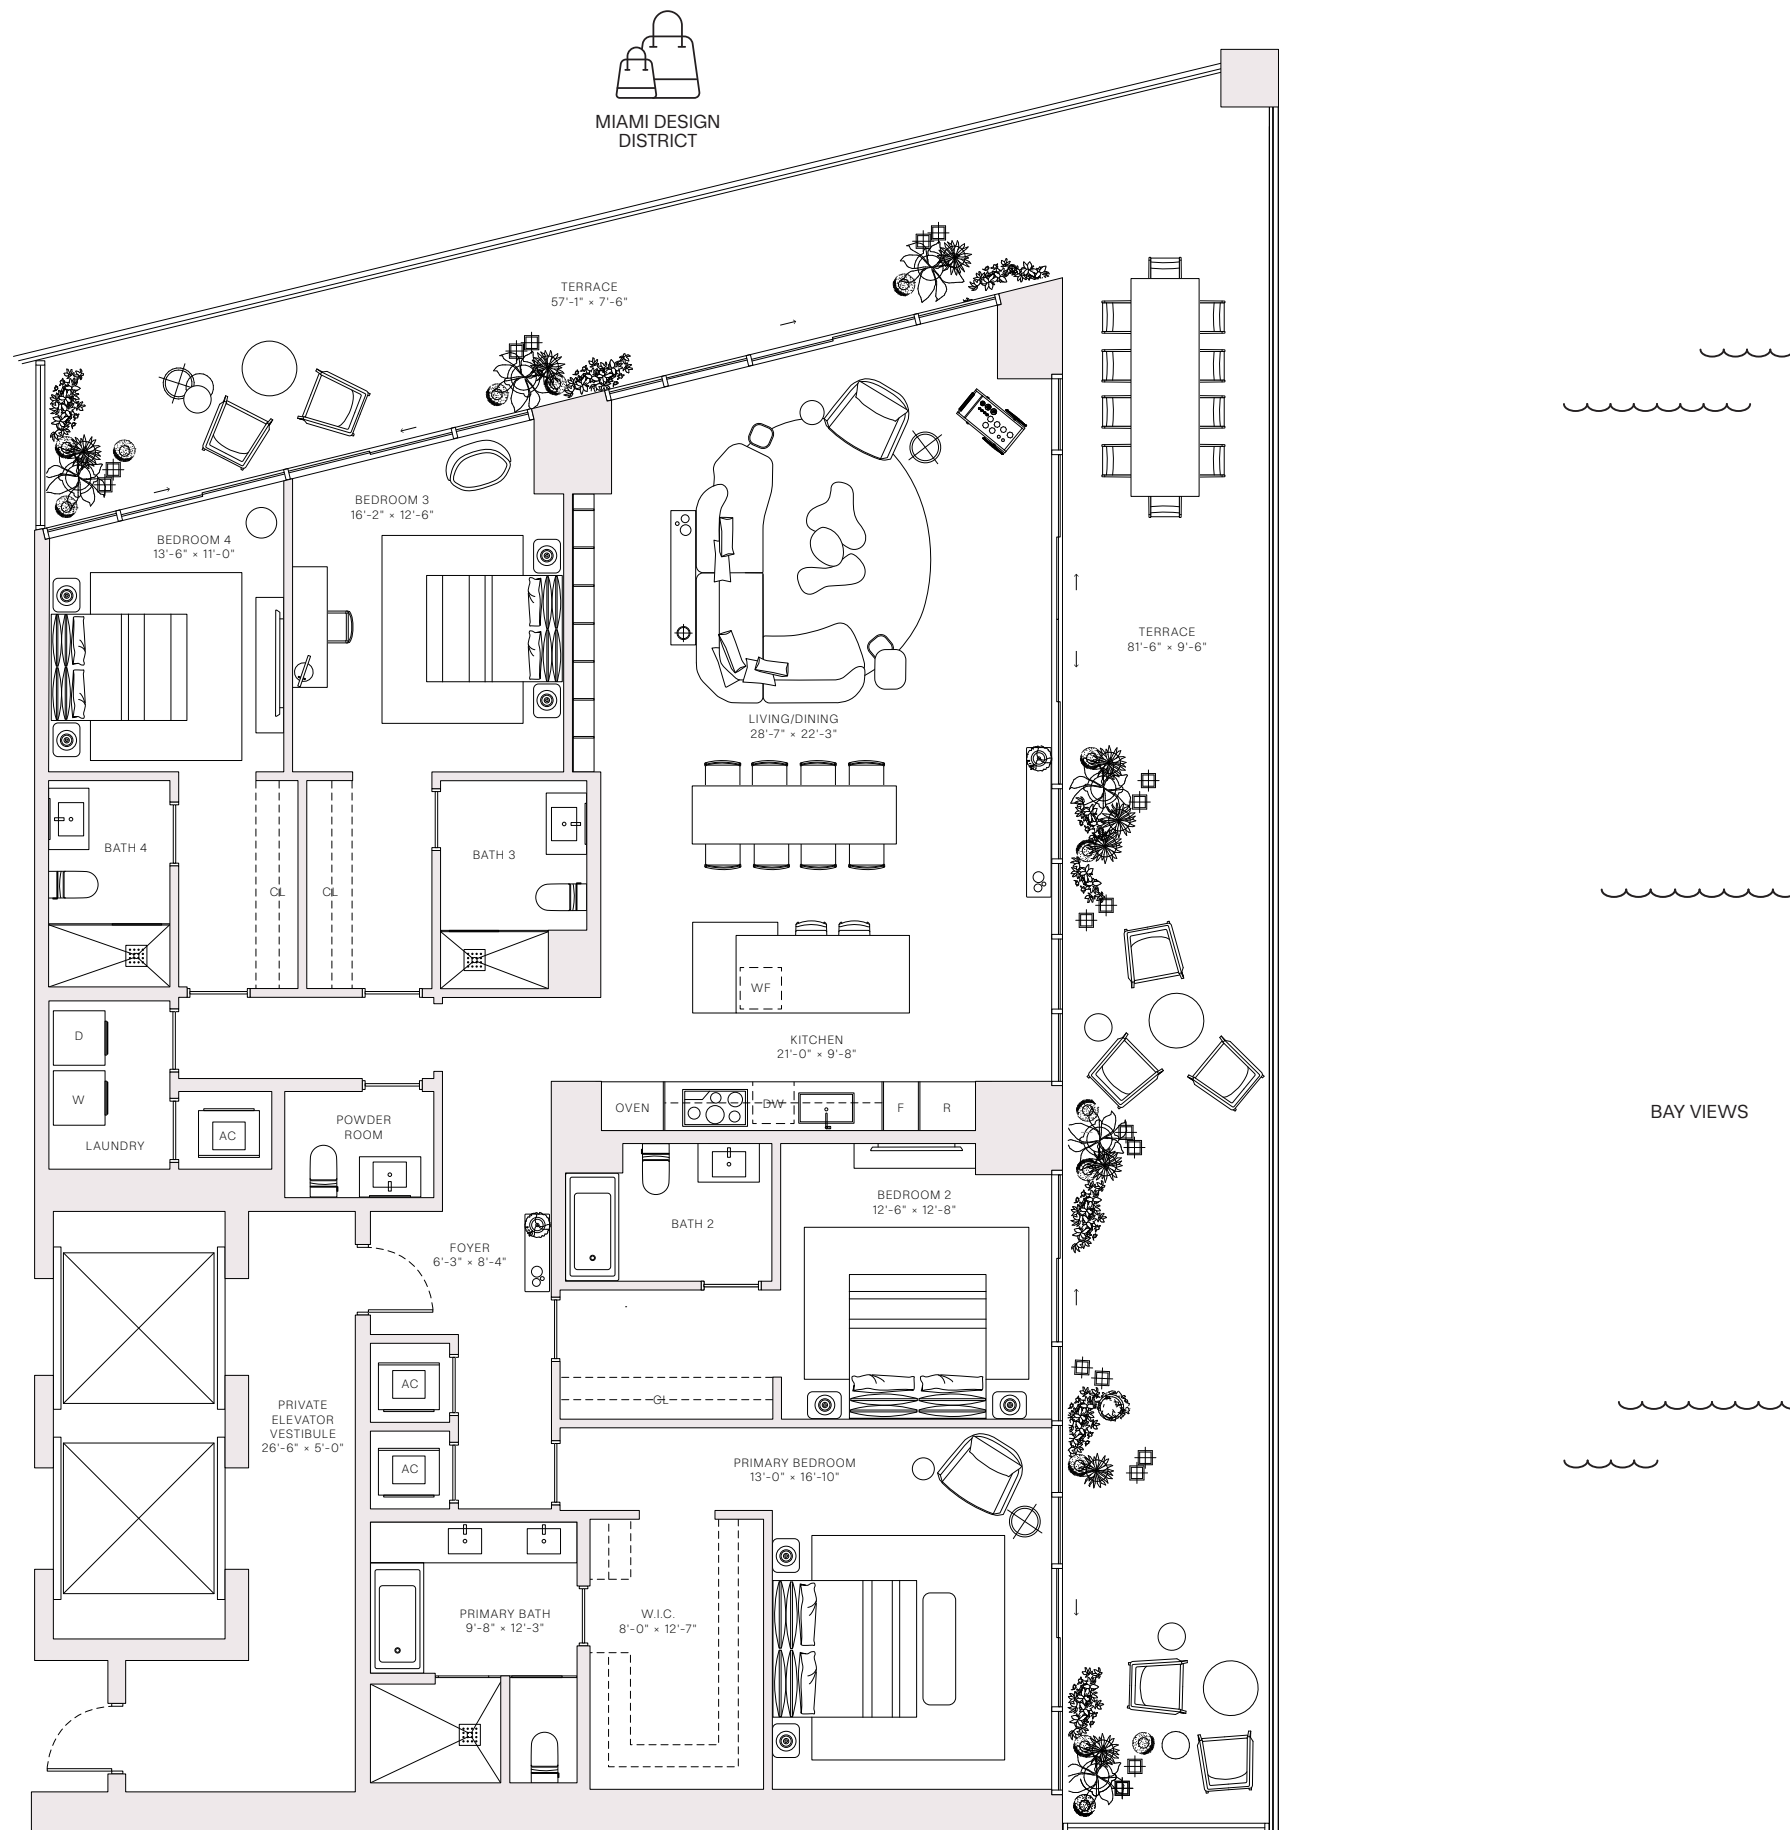 MIAMI DESIGN
DISTRICT
TERRACE
57'-1" × 7'-6"
BEDROOM 3
16'-2" × 12'-6"
BEDROOM 4
13'-6" × 11'-0"
TERRACE
81'-6" × 9'-6"
LIVING/DINING
28'-7" × 22'-3"
BATH 4
BATH 3
CL
CL
WF
D
KITCHEN
21'-0" × 9'-8"
W
OVEN
DW
F
R
BAY VIEWS
POWDER
ROOM
AC
LAUNDRY
BEDROOM 2
12'-6" × 12'-8"
BATH 2
FOYER
6'-3" × 8'-4"
AC
CL
PRIVATE
ELEVATOR
VESTIBULE
26'-6" × 5'-0"
AC
PRIMARY BEDROOM
13'-0" × 16'-10"
PRIMARY BATH
9'-8" × 12'-3"
W.I.C.
8'-0" × 12'-7"